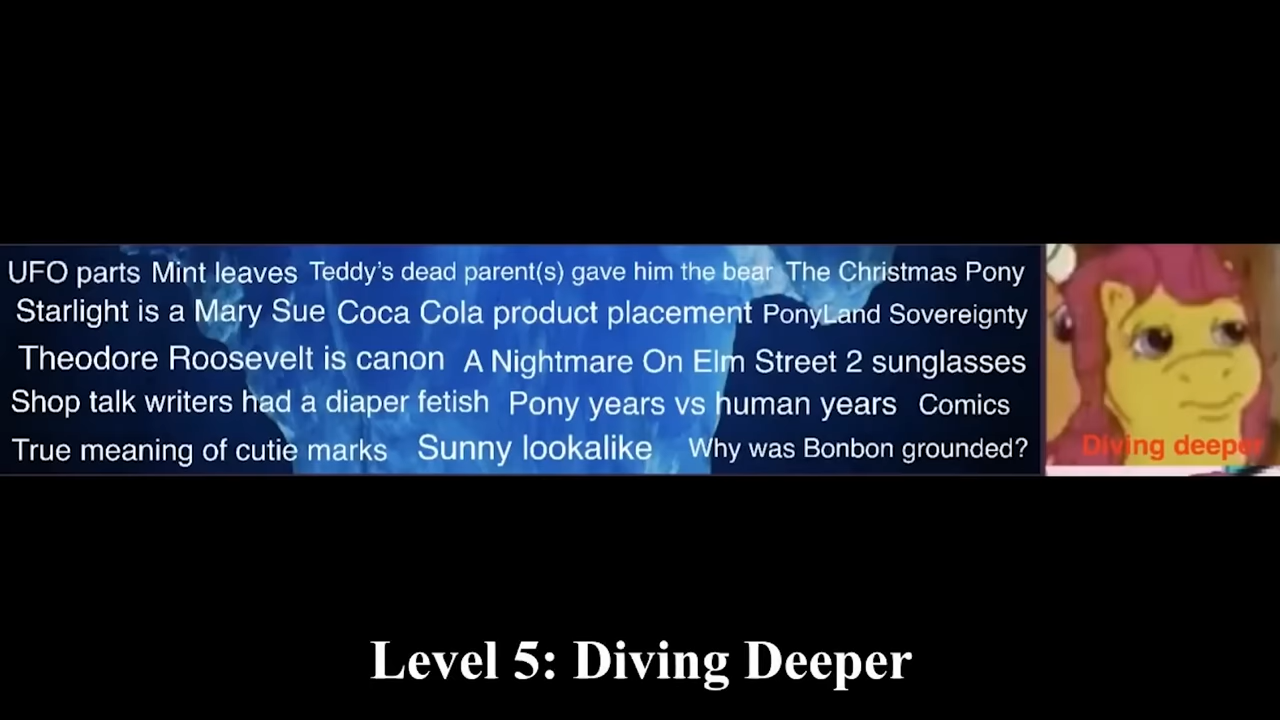 UFO parts Mint leaves Teddy's dead parent(s) gave him the bear The Christmas Pony
Starlight is a Mary Sue Coca Cola product placement PonyLand Sovereignty
Theodore Roosevelt is canon A Nightmare On Elm Street 2 sunglasses
Shop talk writers had a diaper fetish Pony years vs human years Comics
True meaning of cutie marks Sunny lookalike Why was Bonbon grounded?
Diving deeper
Level 5: Diving Deeper